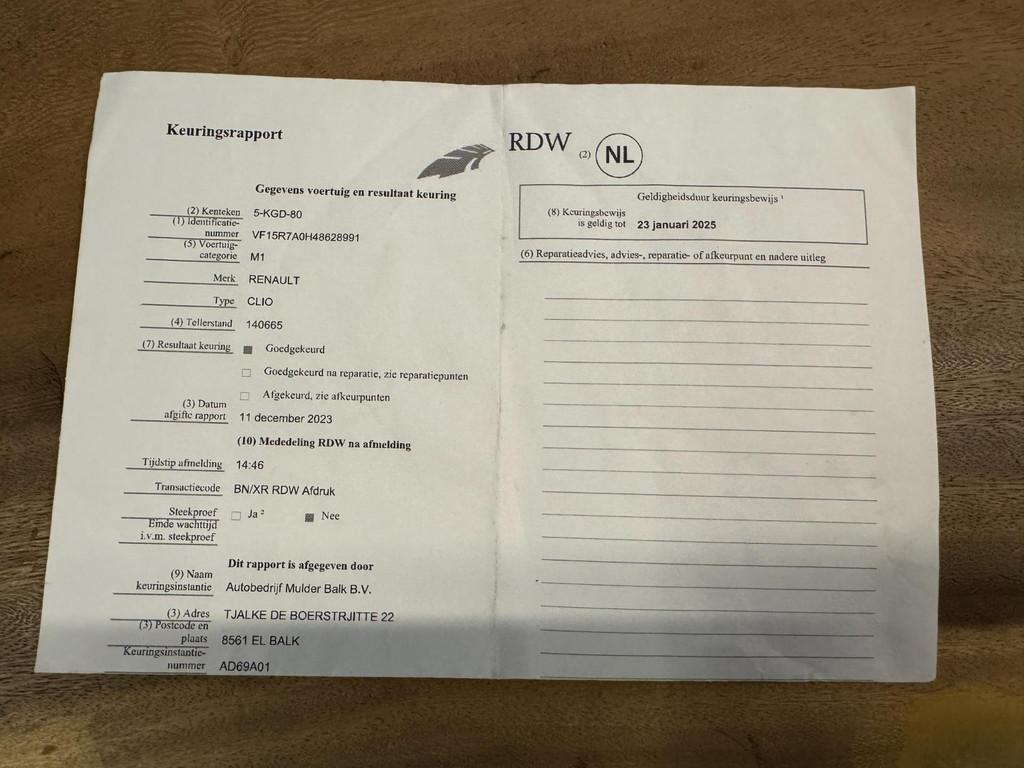 Keuringsrapport
RDW (2) NL
Gegevens voertuig en resultaat keuring
(2) Kenteken 5-KGD-80
(1) Identificatie-
nummer VF15R7A0H48628991
(5) Voertuig-
categorie M1
Merk RENAULT
Type CLIO
(4) Tellerstand 140665
(7) Resultaat keuring Goedgekeurd
Goedgekeurd na reparatie, zie reparatiepunten
Afgekeurd, zie afkeurpunten
(3) Datum
afgifte rapport 11 december 2023
(10) Mededeling RDW na afmelding
Tijdstip afmelding 14:46
Transactiecode BN/XR RDW Afdruk
Steekproef Ja ² Nee
Einde wachttijd
i.v.m. steekproef
Dit rapport is afgegeven door
(9) Naam
keuringsinstantie Autobedrijf Mulder Balk B.V.
(3) Adres TJALKE DE BOERSTRJITTE 22
(3) Postcode en
plaats 8561 EL BALK
Keuringsinstantie-
nummer AD69A01
Geldigheidsduur keuringsbewijs ¹
(8) Keuringsbewijs
is geldig tot 23 januari 2025
(6) Reparatieadvies, advies-, reparatie- of afkeurpunt en nadere uitleg